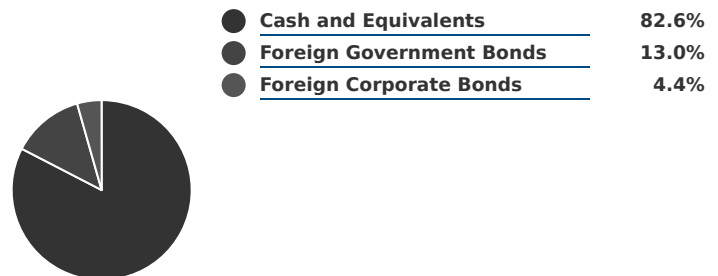 Cash and Equivalents 82.6%
Foreign Government Bonds 13.0%
Foreign Corporate Bonds 4.4%